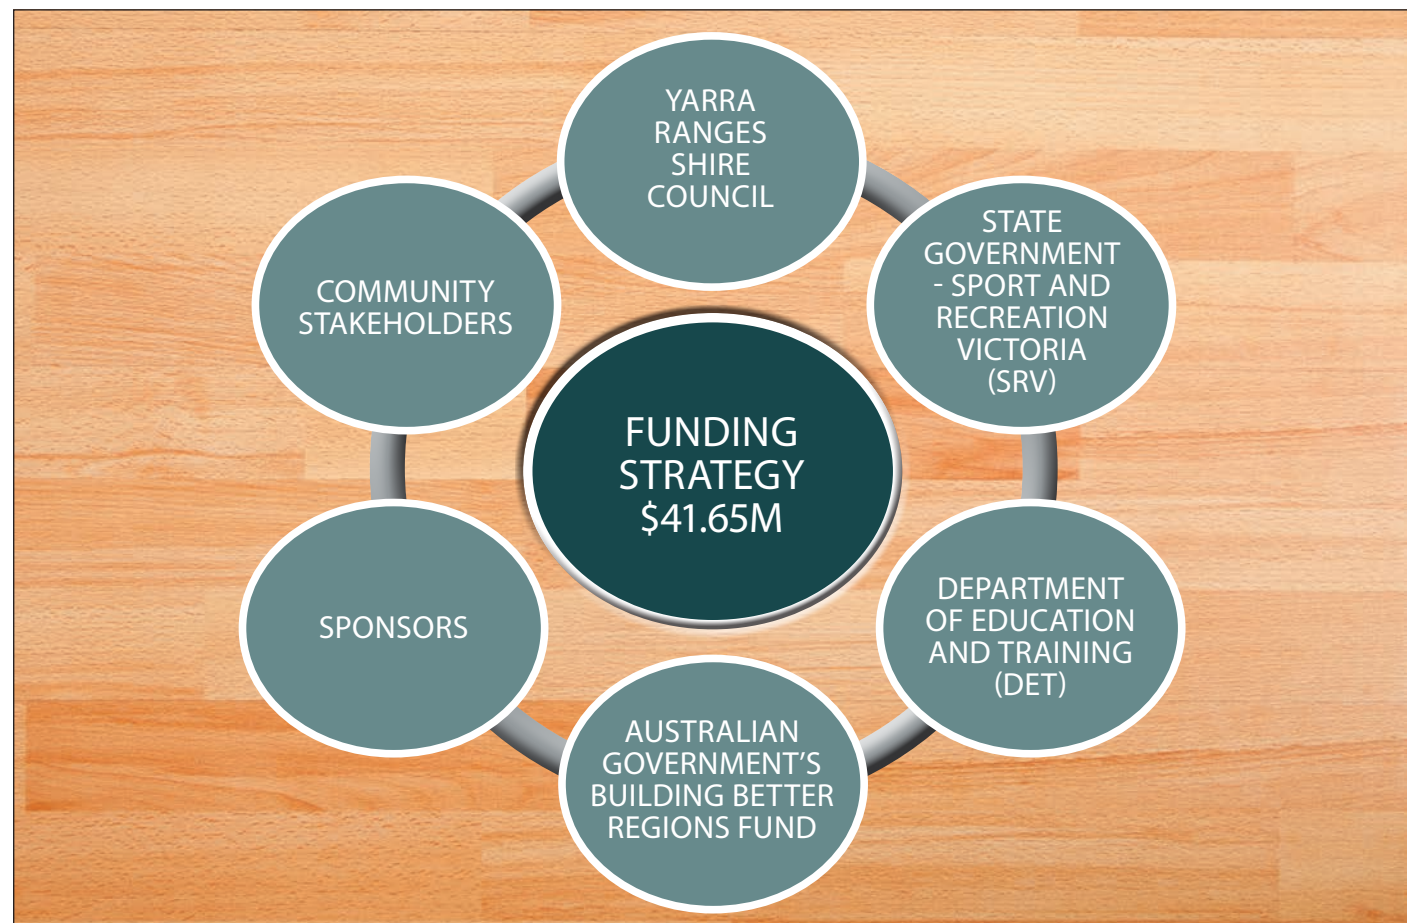 YARRA
RANGES
SHIRE
COUNCIL
STATE
GOVERNMENT
- SPORT AND
RECREATION
VICTORIA
(SRV)
COMMUNITY
STAKEHOLDERS
FUNDING
STRATEGY
$41.65M
DEPARTMENT
OF EDUCATION
AND TRAINING
(DET)
SPONSORS
AUSTRALIAN
GOVERNMENT’S
BUILDING BETTER
REGIONS FUND